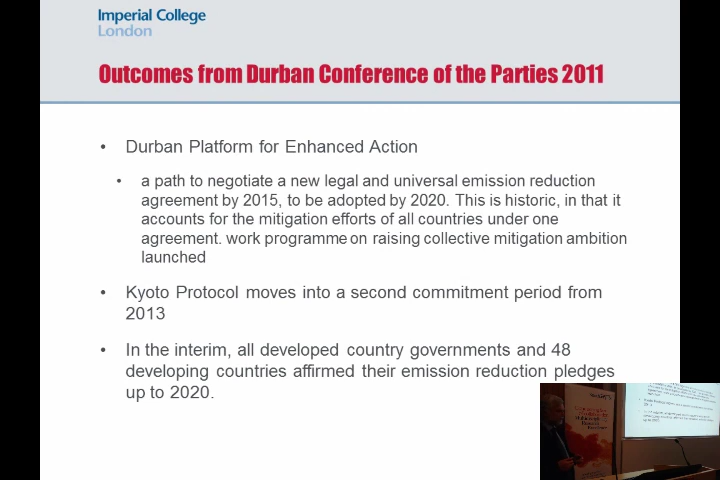 Imperial College
London
Outcomes from Durban Conference of the Parties 2011
• Durban Platform for Enhanced Action
• a path to negotiate a new legal and universal emission reduction
agreement by 2015, to be adopted by 2020. This is historic, in that it
accounts for the mitigation efforts of all countries under one
agreement. work programme on raising collective mitigation ambition
launched
• Kyoto Protocol moves into a second commitment period from
2013
• In the interim, all developed country governments and 48
developing countries affirmed their emission reduction pledges
up to 2020.